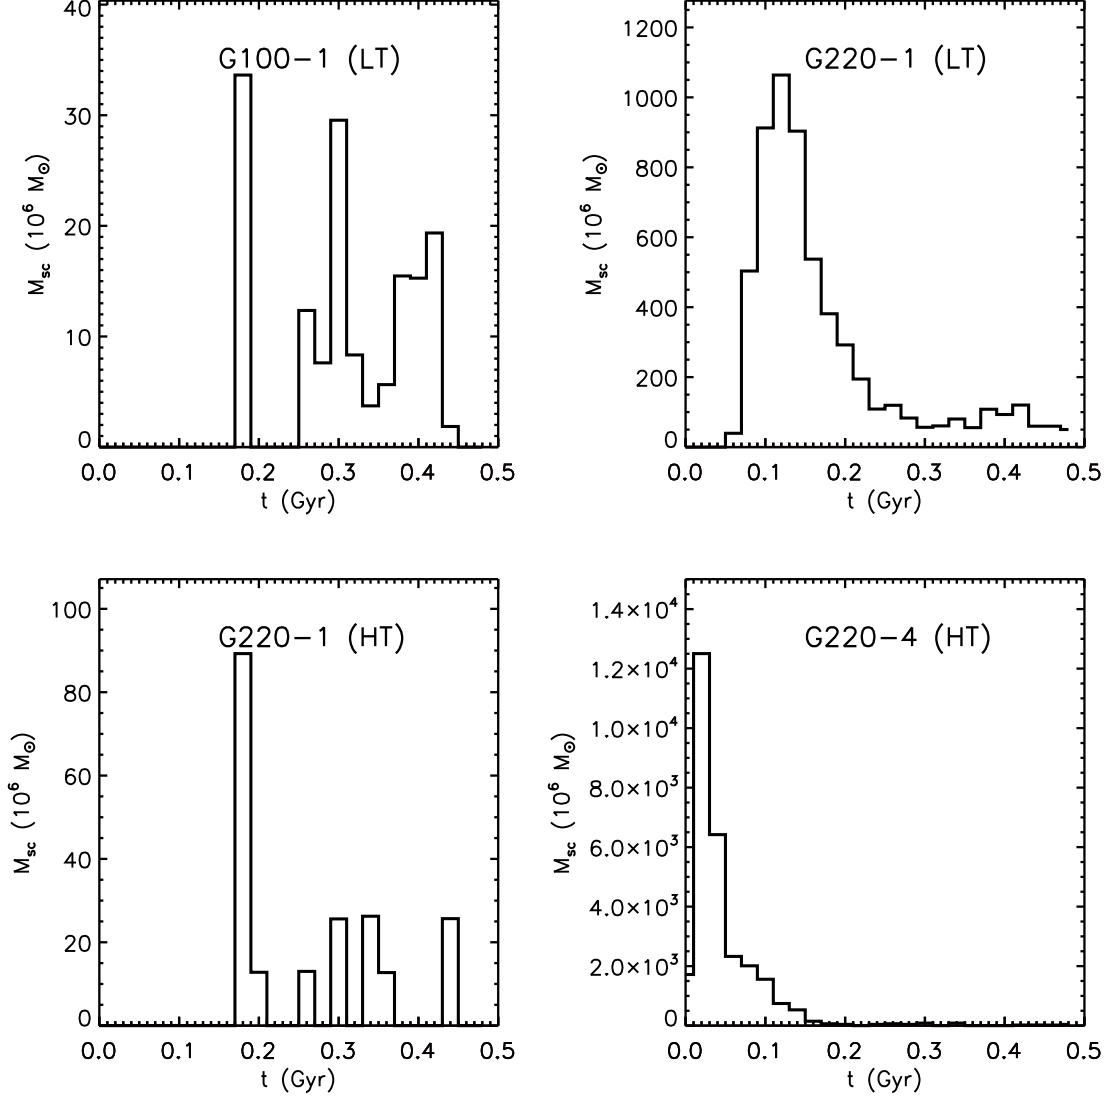 G100−1 (LT)
M_sc (10^6 M_⊙)
40
30
20
10
0
0.0 0.1 0.2 0.3 0.4 0.5
t (Gyr)
G220−1 (LT)
M_sc (10^6 M_⊙)
1200
1000
800
600
400
200
0
0.0 0.1 0.2 0.3 0.4 0.5
t (Gyr)
G220−1 (HT)
M_sc (10^6 M_⊙)
100
80
60
40
20
0
0.0 0.1 0.2 0.3 0.4 0.5
t (Gyr)
G220−4 (HT)
M_sc (10^6 M_⊙)
1.4×10^4
1.2×10^4
1.0×10^4
8.0×10^3
6.0×10^3
4.0×10^3
2.0×10^3
0
0.0 0.1 0.2 0.3 0.4 0.5
t (Gyr)